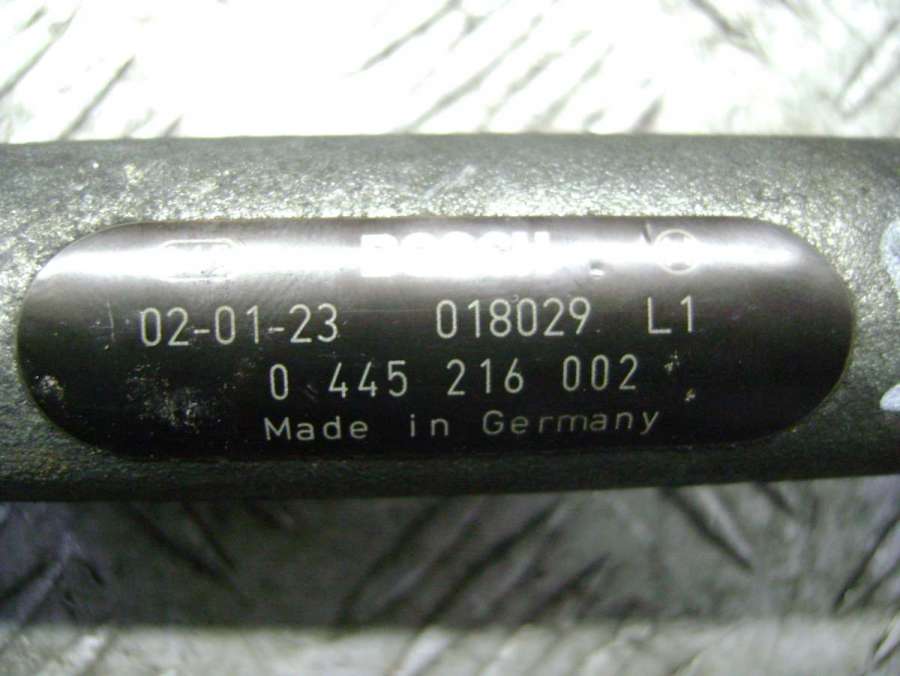 BOSCH
02-01-23 018029 L1
0 445 216 002
Made in Germany